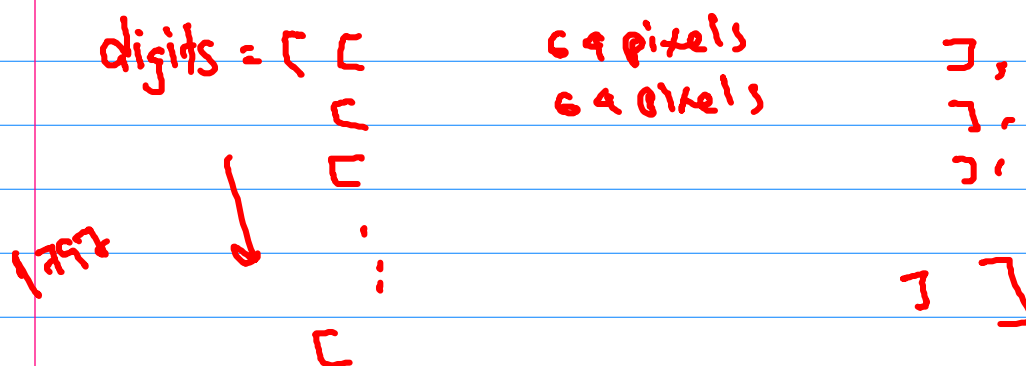 digits = [ [ 64 pixels ],
[ 64 pixels ],
[ ],
:
1797
[ ] ]